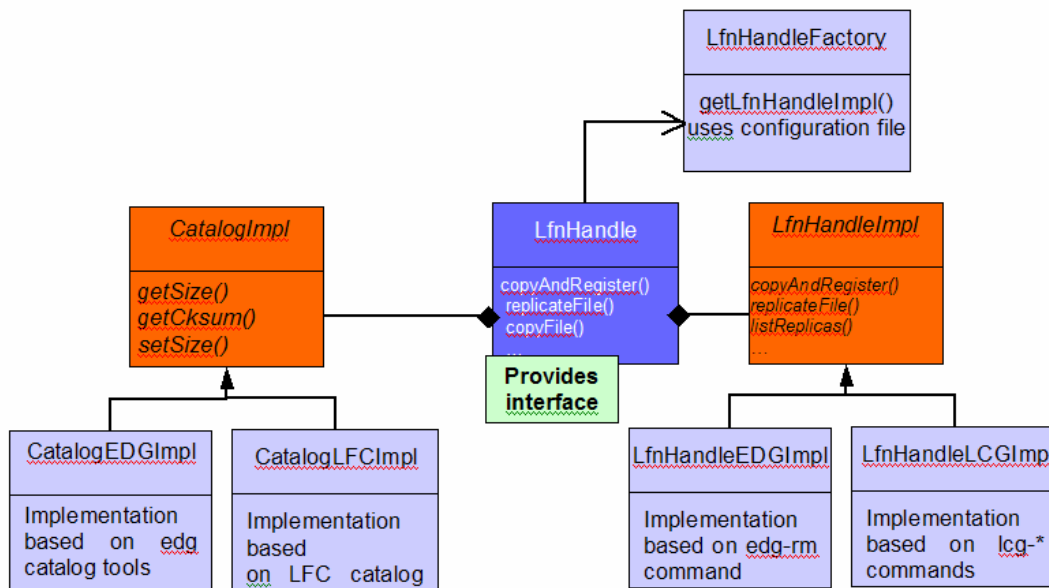 LfnHandleFactory
getLfnHandleImpl()
uses configuration file
CatalogImpl
getSize()
getCksum()
setSize()
LfnHandle
copyAndRegister()
replicateFile()
copyFile()
...
Provides
interface
LfnHandleImpl
copyAndRegister()
replicateFile()
listReplicas()
...
CatalogEDGImpl
Implementation
based on edg
catalog tools
CatalogLFCImpl
Implementation
based
on LFC catalog
LfnHandleEDGImpl
Implementation
based on edg-rm
command
LfnHandleLCGImpl
Implementation
based on lcg-*
commands